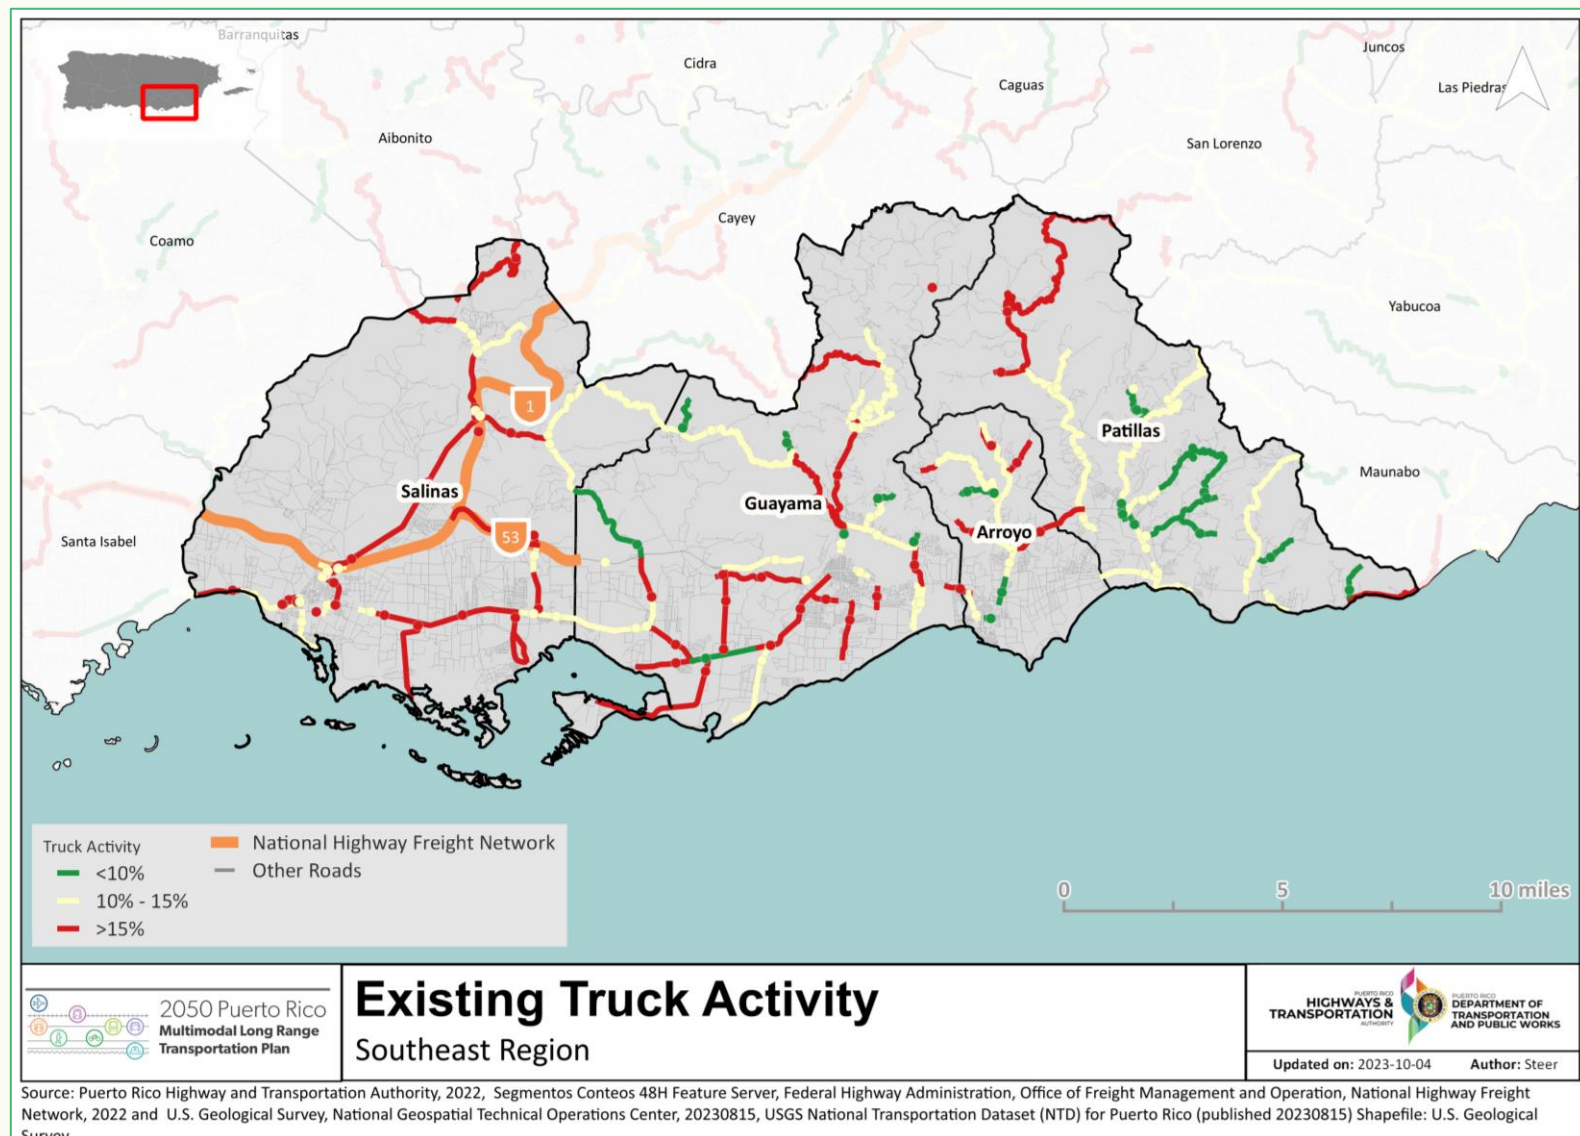 Barranquitas
Cidra
Juncos
Caguas
Las Piedras
Aibonito
San Lorenzo
Coamo
Cayey
Yabucoa
1
Patillas
Maunabo
Salinas
Guayama
Santa Isabel
53
Arroyo
Truck Activity
<10%
10% - 15%
>15%
National Highway Freight Network
Other Roads
0 5 10 miles
2050 Puerto Rico
Multimodal Long Range
Transportation Plan
Existing Truck Activity
Southeast Region
PUERTO RICO
HIGHWAYS &
TRANSPORTATION
AUTHORITY
PUERTO RICO
DEPARTMENT OF
TRANSPORTATION
AND PUBLIC WORKS
Updated on: 2023-10-04 Author: Steer
Source: Puerto Rico Highway and Transportation Authority, 2022, Segmentos Conteos 48H Feature Server, Federal Highway Administration, Office of Freight Management and Operation, National Highway Freight
Network, 2022 and U.S. Geological Survey, National Geospatial Technical Operations Center, 20230815, USGS National Transportation Dataset (NTD) for Puerto Rico (published 20230815) Shapefile: U.S. Geological
Survey